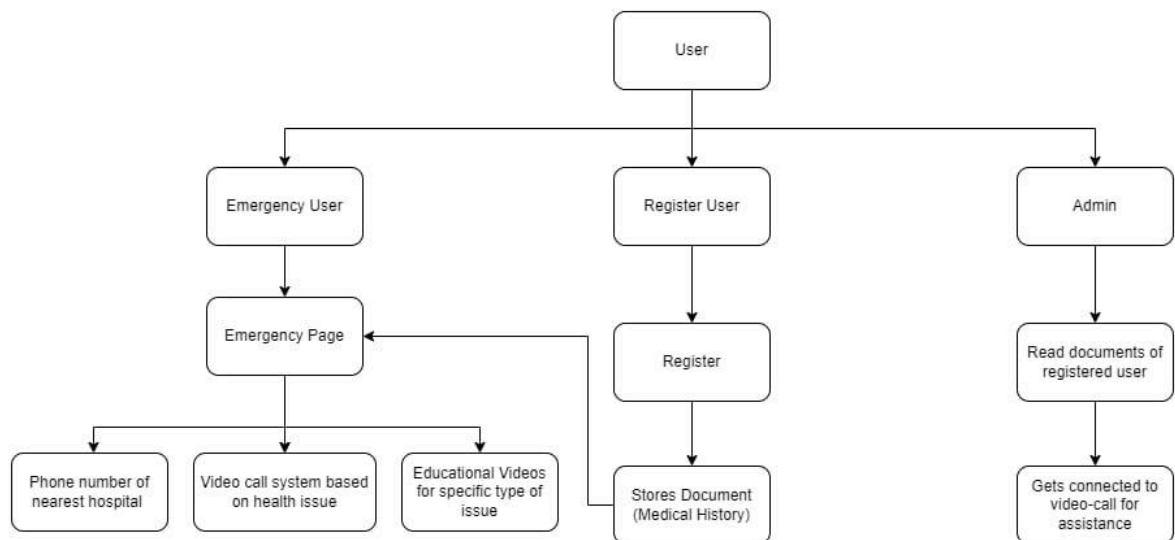 User
Emergency User
Register User
Admin
Emergency Page
Register
Read documents of
registered user
Phone number of
nearest hospital
Video call system based
on health issue
Educational Videos
for specific type of
issue
Stores Document
(Medical History)
Gets connected to
video-call for
assistance